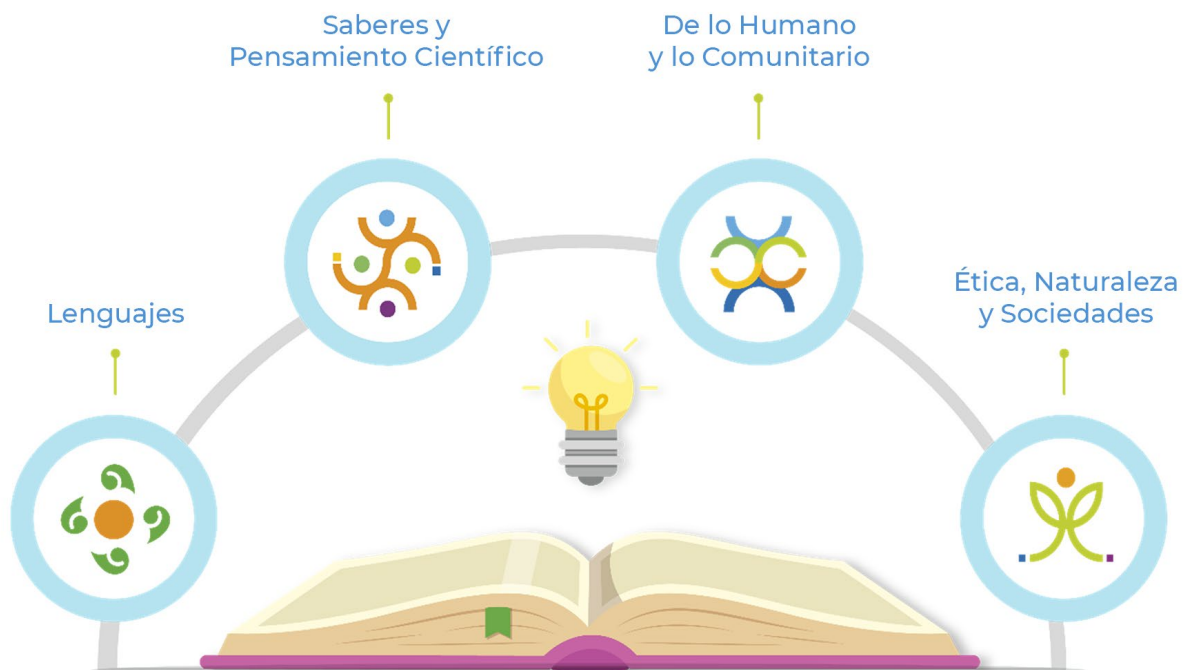 Saberes y
Pensamiento Científico
De lo Humano
y lo Comunitario
Ética, Naturaleza
y Sociedades
Lenguajes